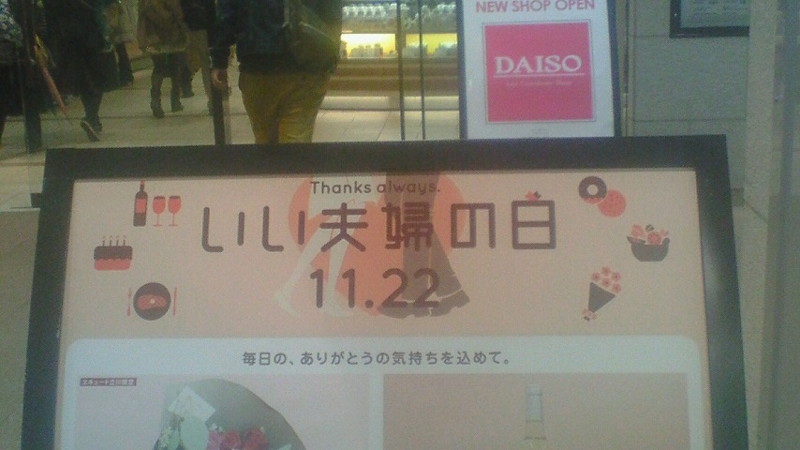 NEW SHOP OPEN
DAISO
Thanks always.
いい夫婦の日
11.22
毎日の、ありがとうの気持ちを込めて。